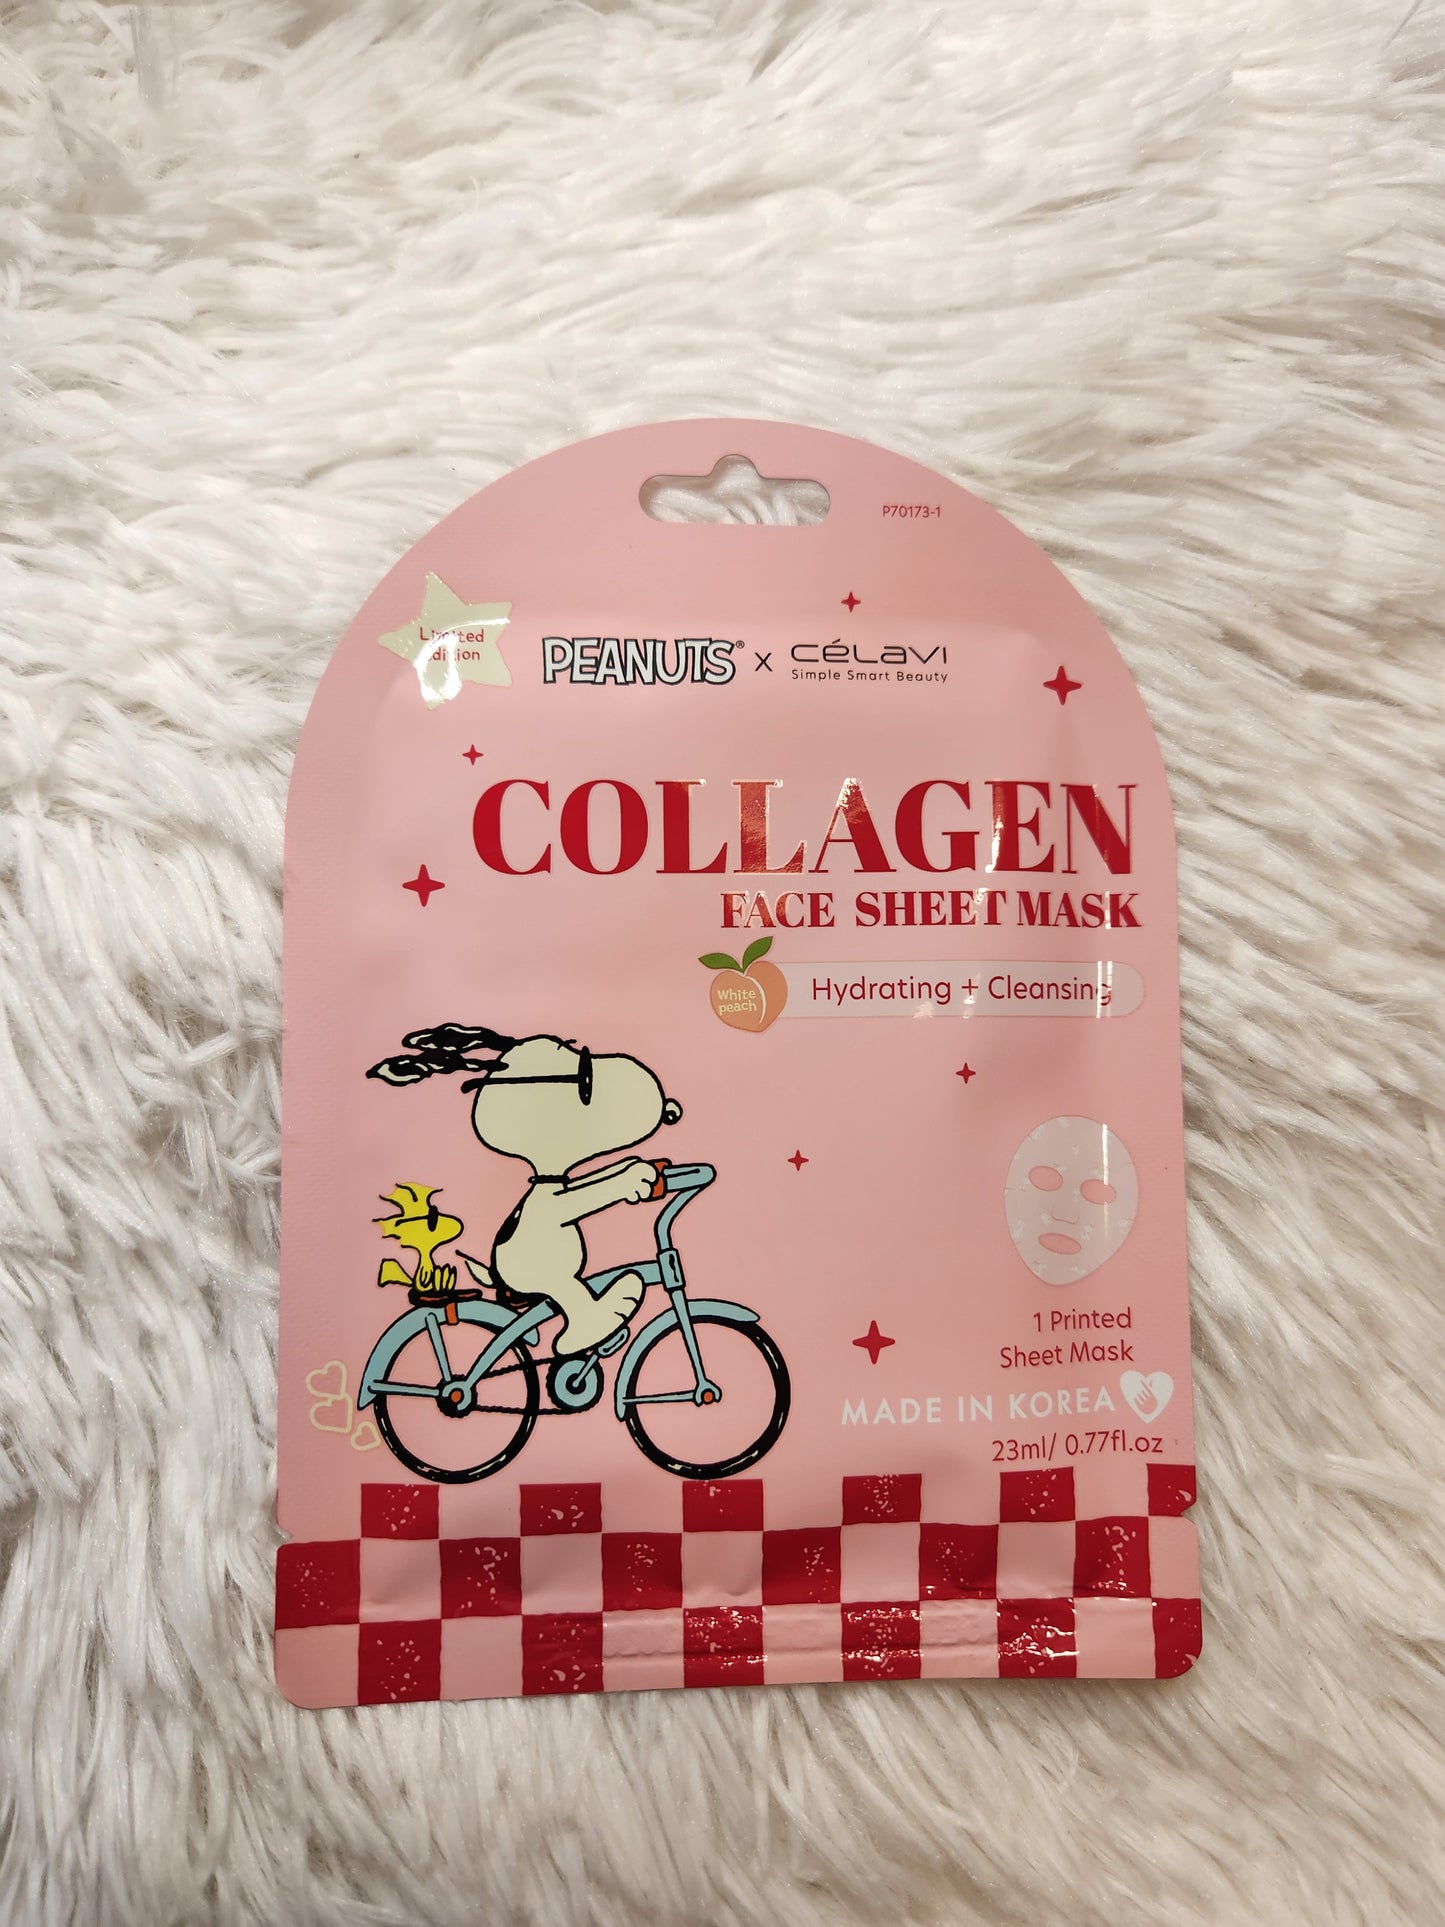 P70173-1
Limited
Edition
PEANUTS® x CéLavi
Simple Smart Beauty
COLLAGEN
FACE SHEET MASK
White
peach
Hydrating + Cleansing
1 Printed
Sheet Mask
MADE IN KOREA
23ml/ 0.77fl.oz